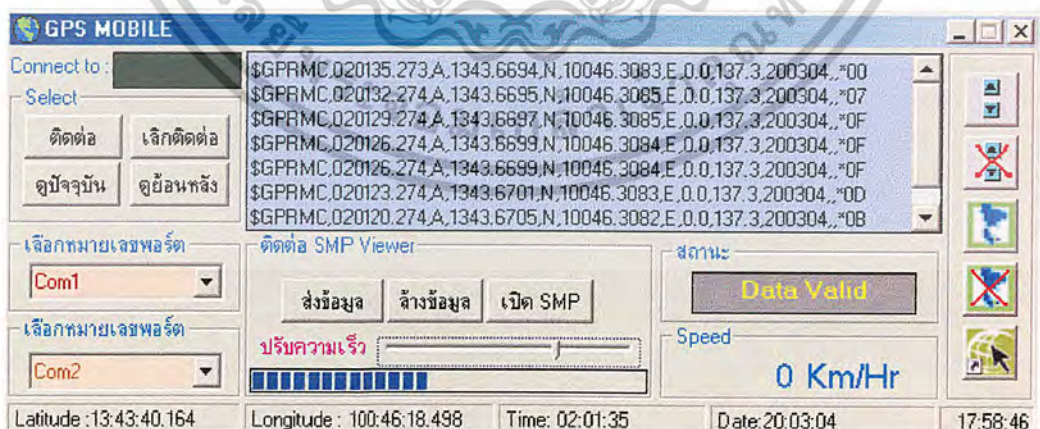 GPS MOBILE
Connect to :
Select
ติดต่อ เลิกติดต่อ
ดูปัจจุบัน ดูย้อนหลัง
$GPRMC,020135.273,A,1343.6694,N,10046.3083,E,0.0,137.3,200304,,*00
$GPRMC,020132.274,A,1343.6695,N,10046.3085,E,0.0,137.3,200304,,*07
$GPRMC,020129.274,A,1343.6697,N,10046.3085,E,0.0,137.3,200304,,*0F
$GPRMC,020126.274,A,1343.6699,N,10046.3084,E,0.0,137.3,200304,,*0F
$GPRMC,020126.274,A,1343.6699,N,10046.3084,E,0.0,137.3,200304,,*0F
$GPRMC,020123.274,A,1343.6701,N,10046.3083,E,0.0,137.3,200304,,*0D
$GPRMC,020120.274,A,1343.6705,N,10046.3082,E,0.0,137.3,200304,,*0B
เลือกหมายเลขพอร์ต
Com1
เลือกหมายเลขพอร์ต
Com2
ติดต่อ SMP Viewer
ส่งข้อมูล ล้างข้อมูล เปิด SMP
ปรับความเร็ว
สถานะ
Data Valid
Speed
0 Km/Hr
Latitude :13:43:40.164 Longitude : 100:46:18.498 Time: 02:01:35 Date:20:03:04 17:58:46